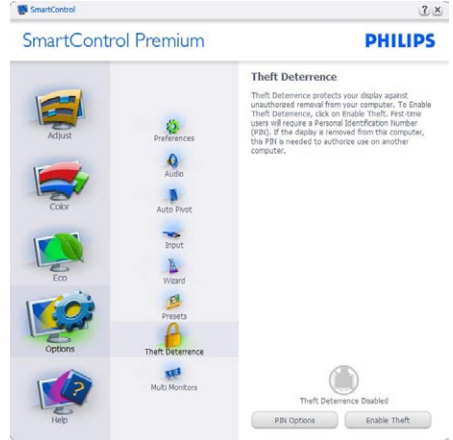 SmartControl
SmartControl Premium
PHILIPS
Adjust
Color
Eco
Options
Help
Preferences
Audio
Auto Pivot
Input
Wizard
Presets
Theft Deterrence
Multi Monitors
Theft Deterrence
Theft Deterrence protects your display against
unauthorized removal from your computer. To Enable
Theft Deterrence, click on Enable Theft. First-time
users will require a Personal Identification Number
(PIN). If the display is removed from this computer,
this PIN is needed to authorize use on another
computer.
Theft Deterrence Disabled
PIN Options
Enable Theft